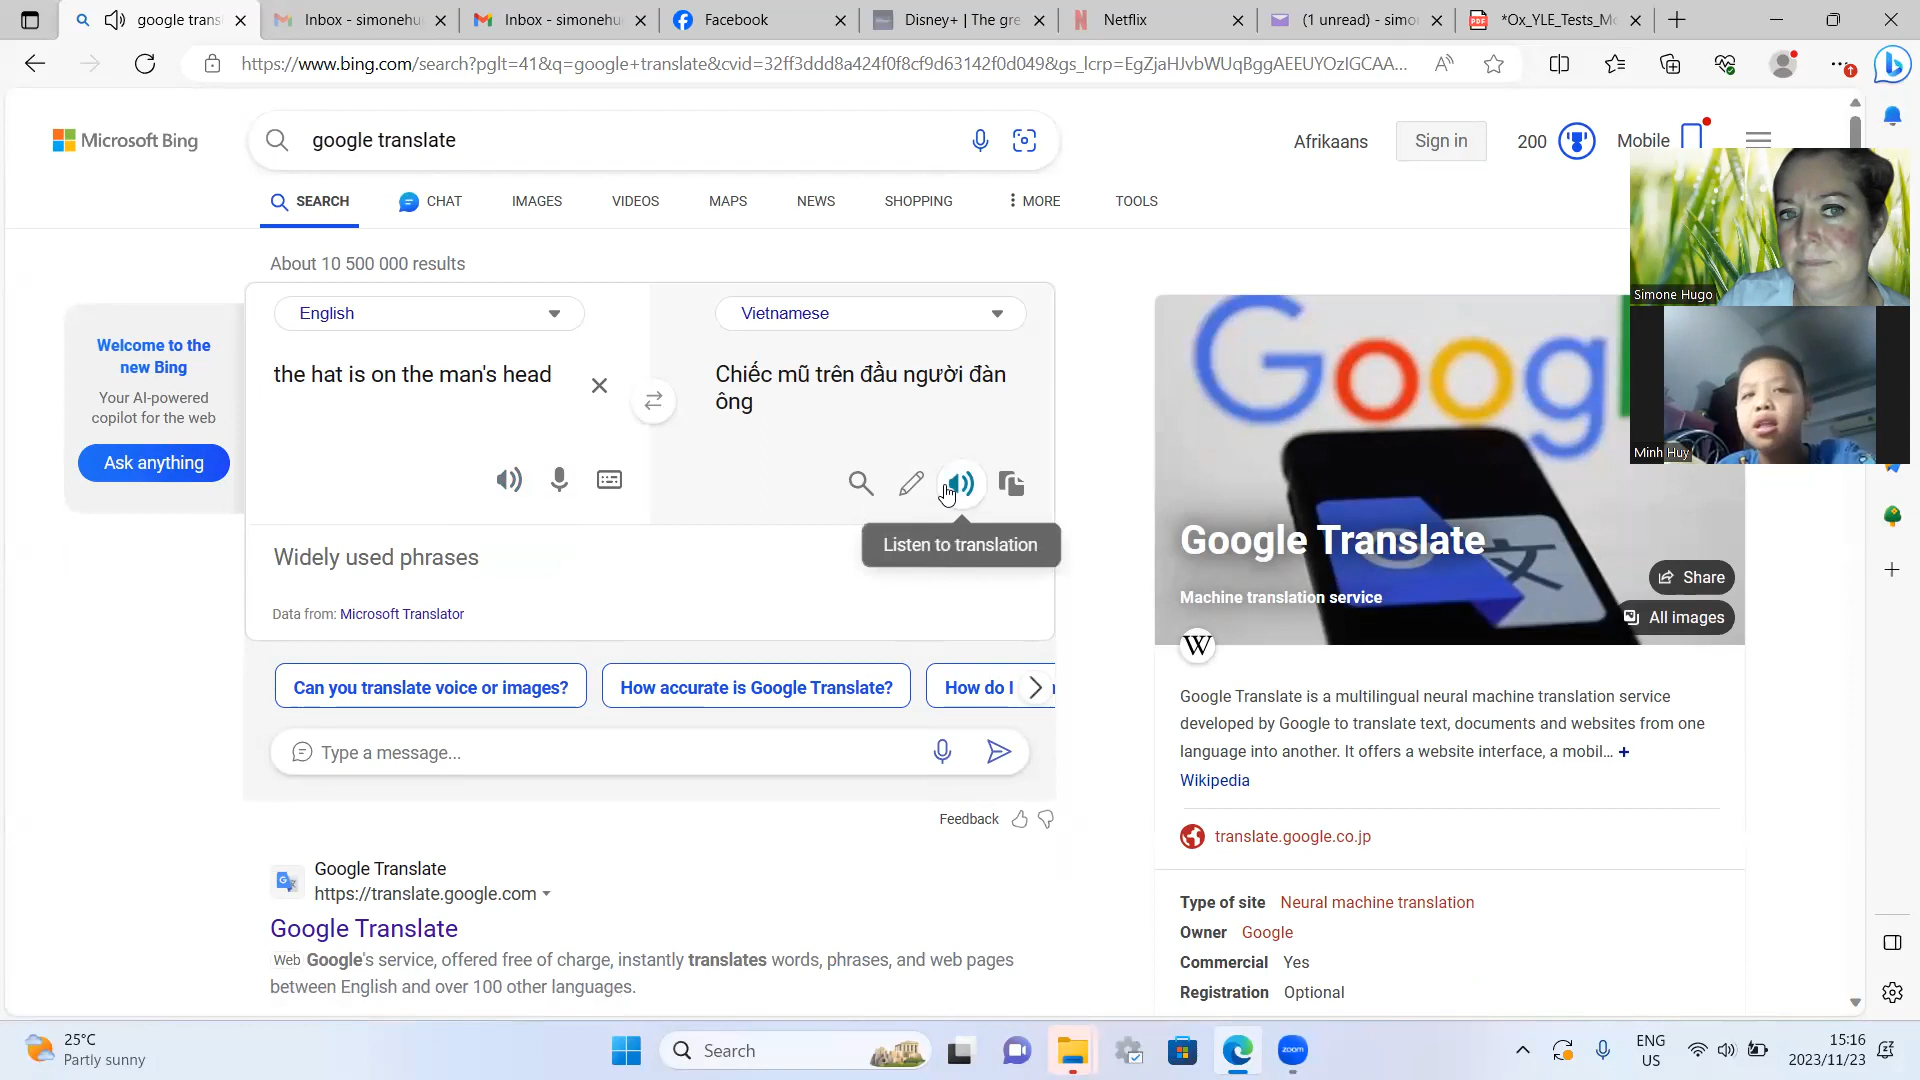 google trans
Inbox - simonehu
Inbox - simonehu
Facebook
Disney+ | The gre
Netflix
(1 unread) - simo
*Ox_YLE_Tests_Mo
https://www.bing.com/search?pglt=41&q=google+translate&cvid=32ff3ddd8a424f0f8cf9d63142f0d049&gs_lcrp=EgZjaHJvbWUqBggAEEUYOzIGCAA...
Microsoft Bing
google translate
Afrikaans
Sign in
200
Mobile
SEARCH
CHAT
IMAGES
VIDEOS
MAPS
NEWS
SHOPPING
MORE
TOOLS
About 10 500 000 results
Simone Hugo
Minh Huy
Welcome to the
new Bing
Your AI-powered
copilot for the web
Ask anything
English
Vietnamese
the hat is on the man's head
Chiếc mũ trên đầu người đàn
ông
Listen to translation
Widely used phrases
Data from: Microsoft Translator
Can you translate voice or images?
How accurate is Google Translate?
How do I
Type a message...
Feedback
Goog
Google Translate
Machine translation service
Share
All images
W
Google Translate is a multilingual neural machine translation service
developed by Google to translate text, documents and websites from one
language into another. It offers a website interface, a mobil... +
Wikipedia
translate.google.co.jp
Type of site Neural machine translation
Owner Google
Commercial Yes
Registration Optional
Google Translate
https://translate.google.com
Google Translate
Web Google's service, offered free of charge, instantly translates words, phrases, and web pages
between English and over 100 other languages.
25°C
Partly sunny
Search
zoom
ENG
US
15:16
2023/11/23